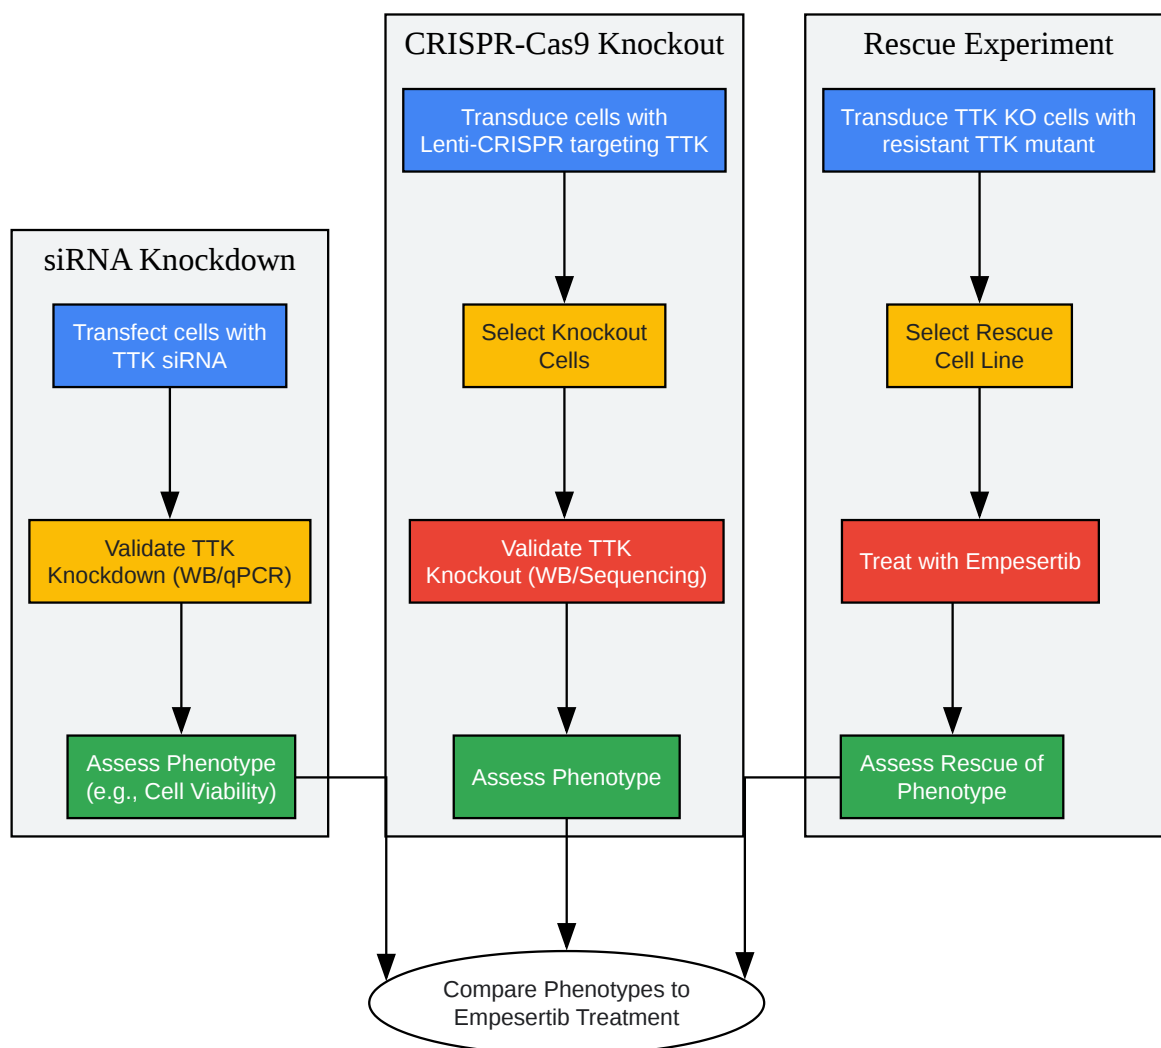 siRNA Knockdown
Transfect cells with
TTK siRNA
Validate TTK
Knockdown (WB/qPCR)
Assess Phenotype
(e.g., Cell Viability)
CRISPR-Cas9 Knockout
Transduce cells with
Lenti-CRISPR targeting TTK
Select Knockout
Cells
Validate TTK
Knockout (WB/Sequencing)
Assess Phenotype
Rescue Experiment
Transduce TTK KO cells with
resistant TTK mutant
Select Rescue
Cell Line
Treat with Empesertib
Assess Rescue of
Phenotype
Compare Phenotypes to
Empesertib Treatment